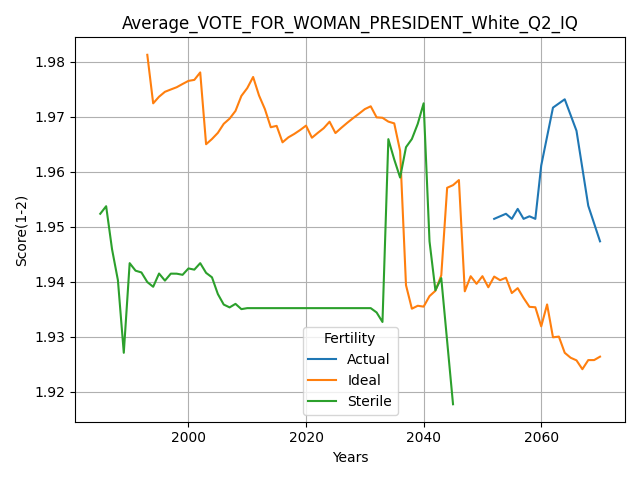 Average_VOTE_FOR_WOMAN_PRESIDENT_White_Q2_IQ
Score(1-2)
1.98
1.97
1.96
1.95
1.94
1.93
1.92
Fertility
Actual
Ideal
Sterile
2000
2020
2040
2060
Years